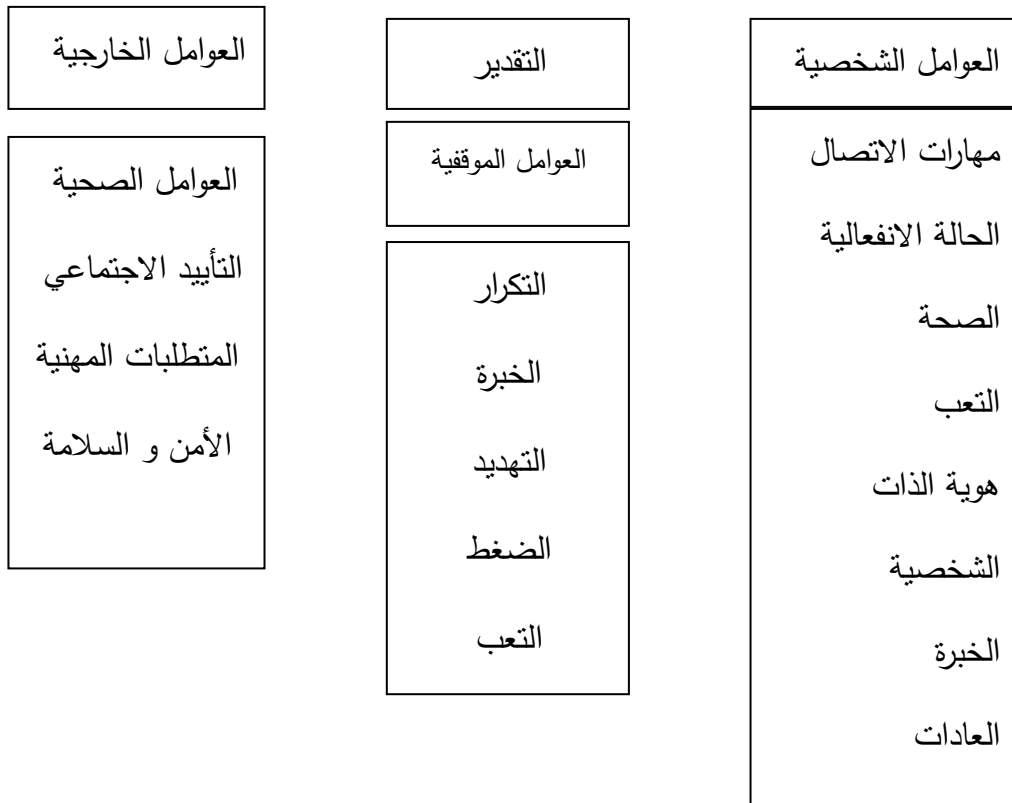 العوامل الشخصية
مهارات الاتصال
الحالة الانفعالية
الصحة
التعب
هوية الذات
الشخصية
الخبرة
العادات
التقدير
العوامل الموقفية
التكرار
الخبرة
التهديد
الضغط
التعب
العوامل الخارجية
العوامل الصحية
التأييد الاجتماعي
المتطلبات المهنية
الأمن و السلامة